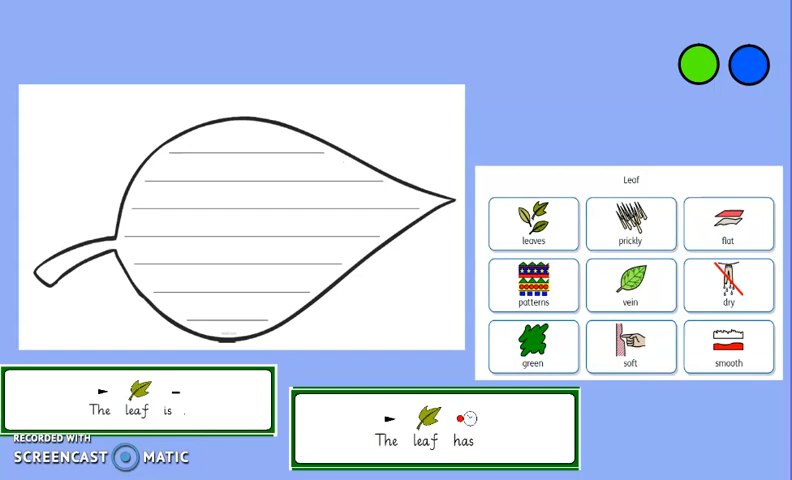 Leaf
leaves prickly flat
patterns vein dry
green soft smooth
The leaf is .
The leaf has
RECORDED WITH
SCREENCAST MATIC